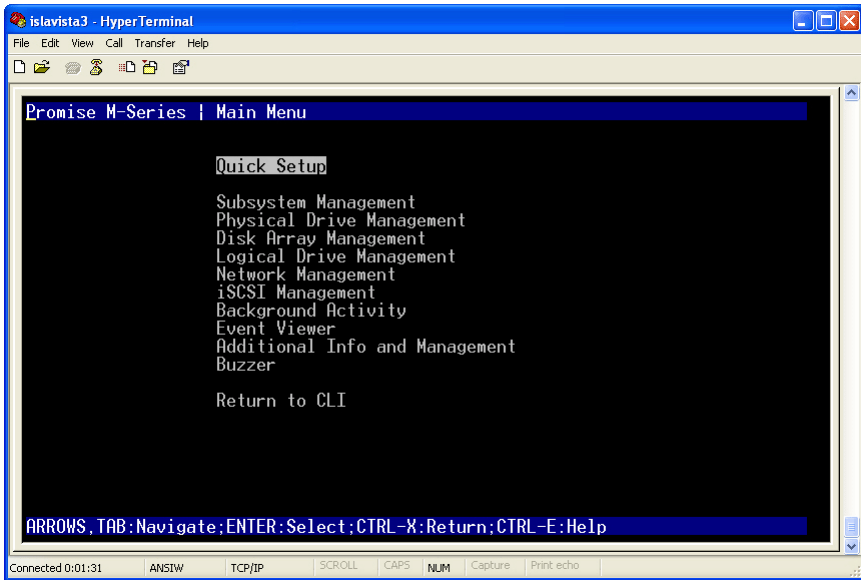 islavista3 - HyperTerminal
File Edit View Call Transfer Help
Promise M-Series | Main Menu
Quick Setup
Subsystem Management
Physical Drive Management
Disk Array Management
Logical Drive Management
Network Management
iSCSI Management
Background Activity
Event Viewer
Additional Info and Management
Buzzer
Return to CLI
ARROWS,TAB:Navigate;ENTER:Select;CTRL-X:Return;CTRL-E:Help
Connected 0:01:31 ANSIW TCP/IP SCROLL CAPS NUM Capture Print echo